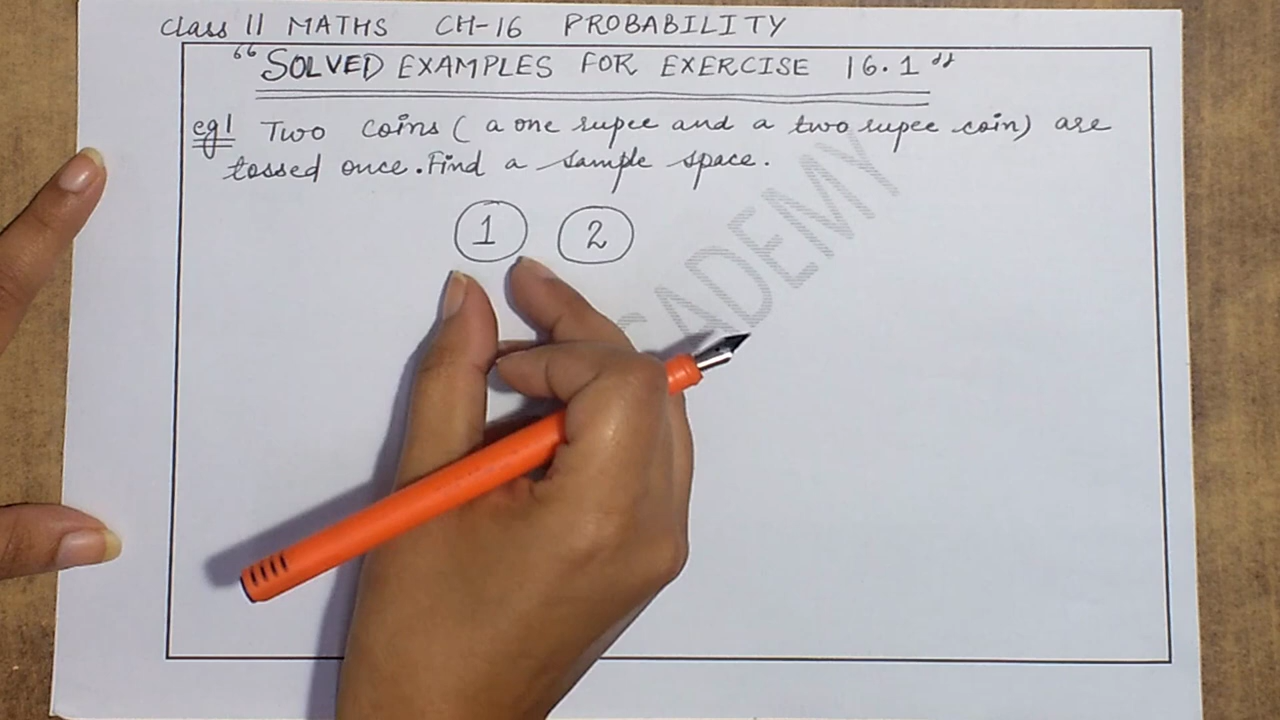 Class 11 MATHS CH-16 PROBABILITY
"SOLVED EXAMPLES FOR EXERCISE 16.1"
eg1 Two coins ( a one rupee and a two rupee coin) are
tossed once. Find a sample space.
1 2